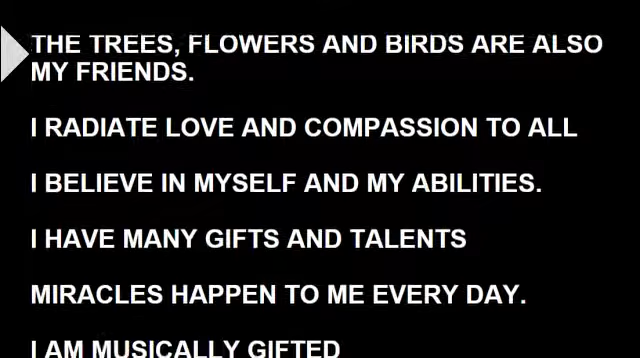 THE TREES, FLOWERS AND BIRDS ARE ALSO
MY FRIENDS.
I RADIATE LOVE AND COMPASSION TO ALL
I BELIEVE IN MYSELF AND MY ABILITIES.
I HAVE MANY GIFTS AND TALENTS
MIRACLES HAPPEN TO ME EVERY DAY.
I AM MUSICALLY GIFTED